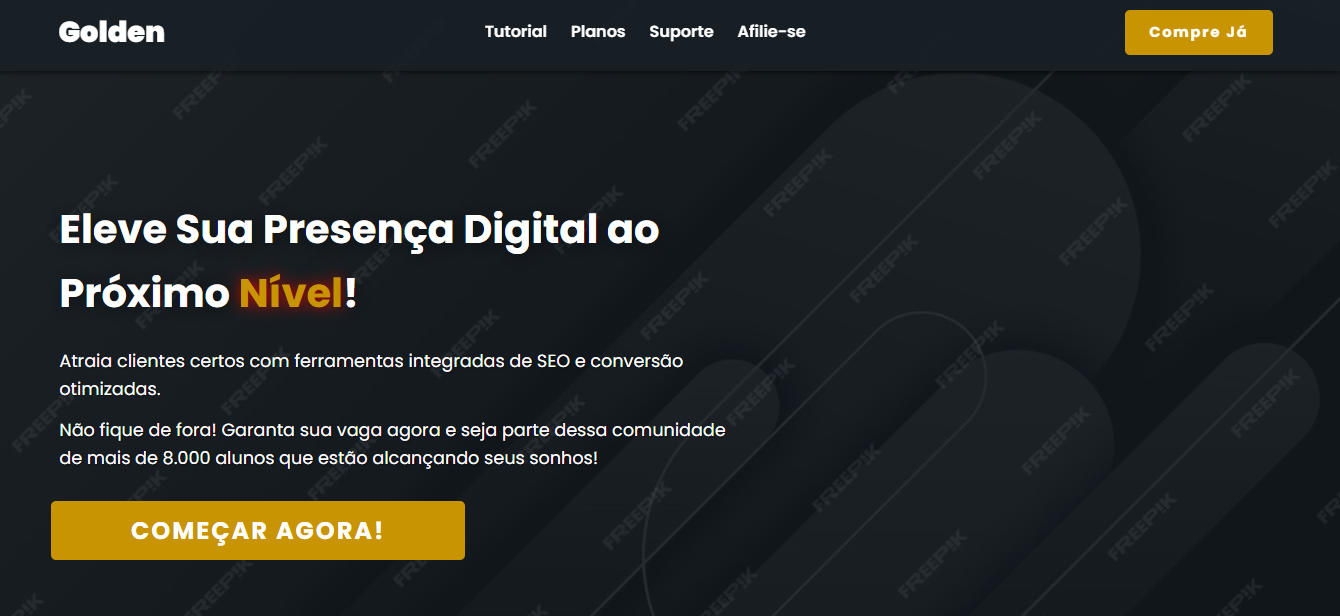 Golden
Tutorial
Planos
Suporte
Afilie-se
Compre Já
Eleve Sua Presença Digital ao
Próximo Nível!
Atraia clientes certos com ferramentas integradas de SEO e conversão
otimizadas.
Não fique de fora! Garanta sua vaga agora e seja parte dessa comunidade
de mais de 8.000 alunos que estão alcançando seus sonhos!
COMEÇAR AGORA!
FREEPIK